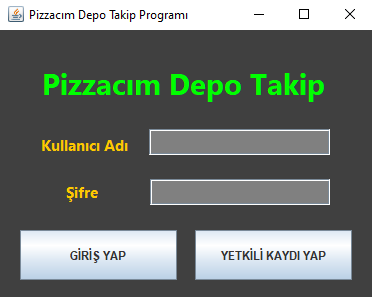 Pizzacım Depo Takip Programı
Pizzacım Depo Takip
Kullanıcı Adı
Şifre
GİRİŞ YAP
YETKİLİ KAYDI YAP